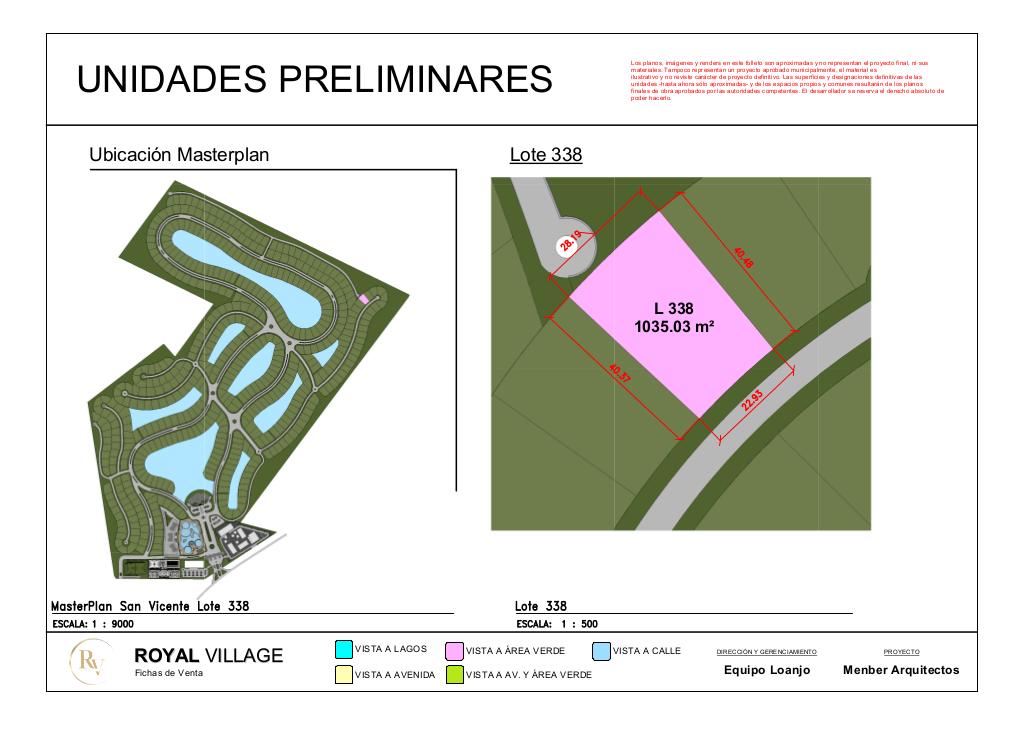 UNIDADES PRELIMINARES
Los planos, imágenes y renders en este folleto son aproximadas y no representan el proyecto final, ni sus
materiales. Tampoco representan un proyecto aprobado municipalmente, el material es
ilustrativo y no reviste carácter de proyecto definitivo. Las superficies y designaciones definitivas de las
unidades -hasta ahora sólo aproximadas- y de los espacios propios y comunes resultarán de los planos
finales de obra aprobados por las autoridades competentes. El desarrollador se reserva el derecho absoluto de
poder hacerlo.
Ubicación Masterplan
Lote 338
28.19
40.48
L 338
1035.03 m²
40.37
22.93
MasterPlan San Vicente Lote 338
ESCALA: 1 : 9000
Lote 338
ESCALA: 1 : 500
RV
ROYAL VILLAGE
Fichas de Venta
VISTA A LAGOS
VISTA A ÁREA VERDE
VISTA A CALLE
VISTA A AVENIDA
VISTA A AV. Y ÁREA VERDE
DIRECCIÓN Y GERENCIAMIENTO
Equipo Loanjo
PROYECTO
Menber Arquitectos